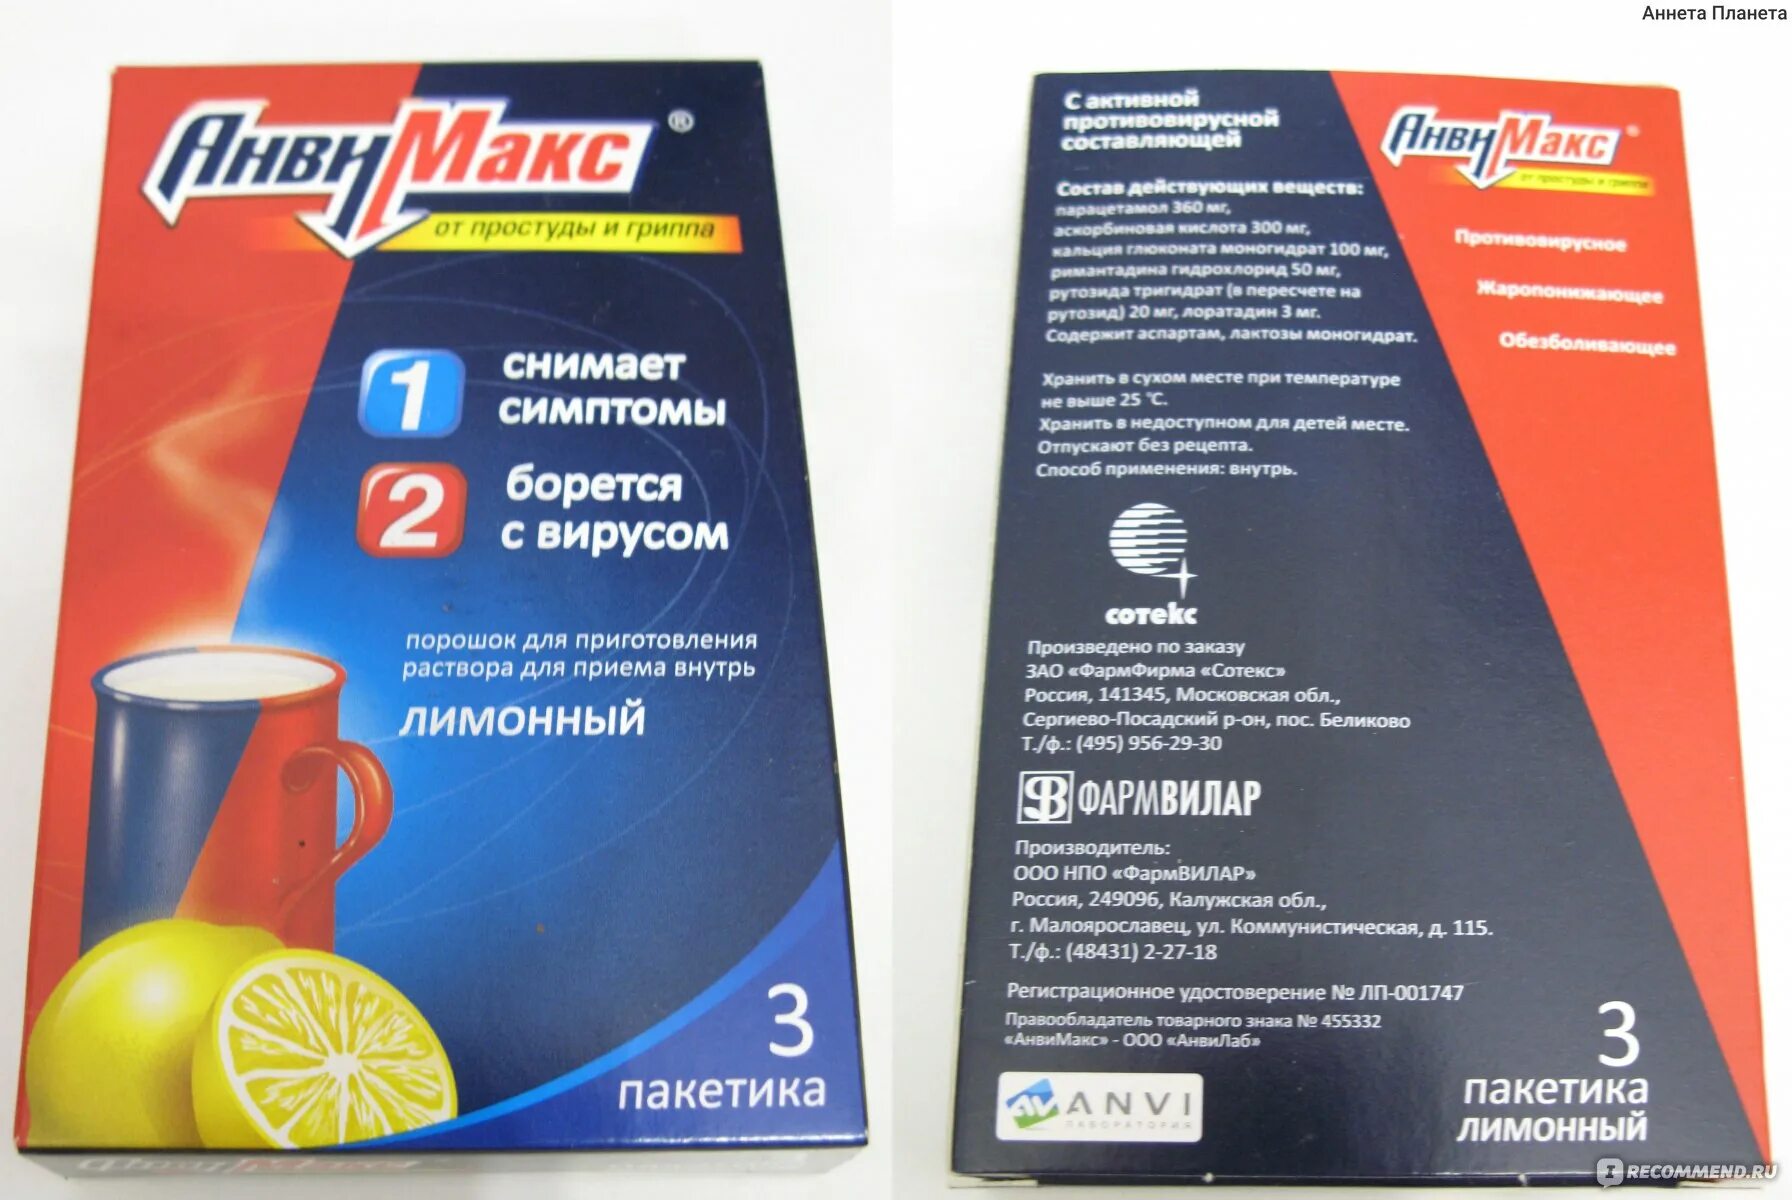 Аннета Планета
АнвиМакс®
от простуды и гриппа
1 снимает
симптомы
2 борется
с вирусом
порошок для приготовления
раствора для приема внутрь
ЛИМОННЫЙ
3
пакетика
АнвиМакс
С активной
противовирусной
составляющей
Состав действующих веществ:
парацетамол 360 мг,
аскорбиновая кислота 300 мг,
кальция глюконата моногидрат 100 мг,
римантадина гидрохлорид 50 мг,
рутозида тригидрат (в пересчете на
рутозид) 20 мг, лоратадин 3 мг.
Содержит аспартам, лактозы моногидрат.
Хранить в сухом месте при температуре
не выше 25 °С.
Хранить в недоступном для детей месте.
Отпускают без рецепта.
Способ применения: внутрь.
АнвиМакс®
от простуды и гриппа
Противовирусное
Жаропонижающее
Обезболивающее
сотекс
Произведено по заказу
ЗАО «ФармФирма «Сотекс»
Россия, 141345, Московская обл.,
Сергиево-Посадский р-он, пос. Беликово
Т./ф.: (495) 956-29-30
ФАРМВИЛАР
Производитель:
ООО НПО «ФармВИЛАР»
Россия, 249096, Калужская обл.,
г. Малоярославец, ул. Коммунистическая, д. 115.
Т./ф.: (48431) 2-27-18
Регистрационное удостоверение № ЛП-001747
Правообладатель товарного знака № 455332
«АнвиМакс» - ООО «АнвиЛаб»
ANVI
ЛАБОРАТОРИЯ
3
пакетика
ЛИМОННЫЙ
RECOMMEND.RU